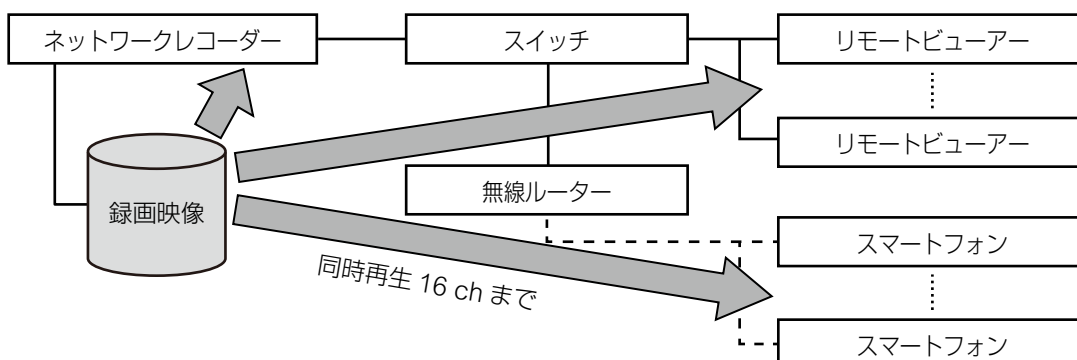 ネットワークレコーダー
スイッチ
リモートビューアー
リモートビューアー
無線ルーター
録画映像
スマートフォン
同時再生 16 ch まで
スマートフォン